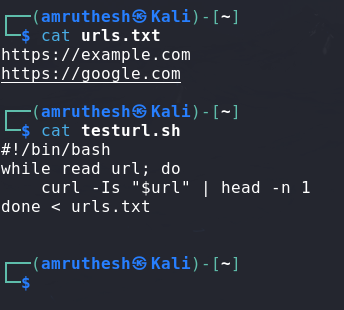 ┌──(amruthesh㉿Kali)-[~]
└─$ cat urls.txt
https://example.com
https://google.com
┌──(amruthesh㉿Kali)-[~]
└─$ cat testurl.sh
#!/bin/bash
while read url; do
    curl -Is "$url" | head -n 1
done < urls.txt
┌──(amruthesh㉿Kali)-[~]
└─$